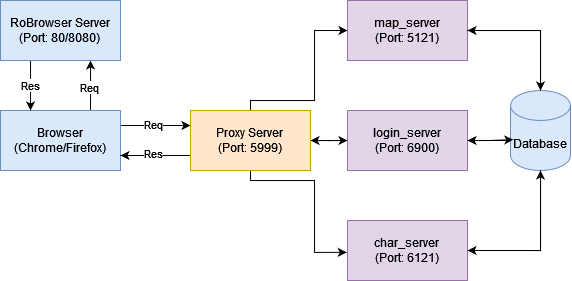 RoBrowser Server
(Port: 80/8080)
Res
Req
Browser
(Chrome/Firefox)
Req
Res
Proxy Server
(Port: 5999)
map_server
(Port: 5121)
login_server
(Port: 6900)
char_server
(Port: 6121)
Database